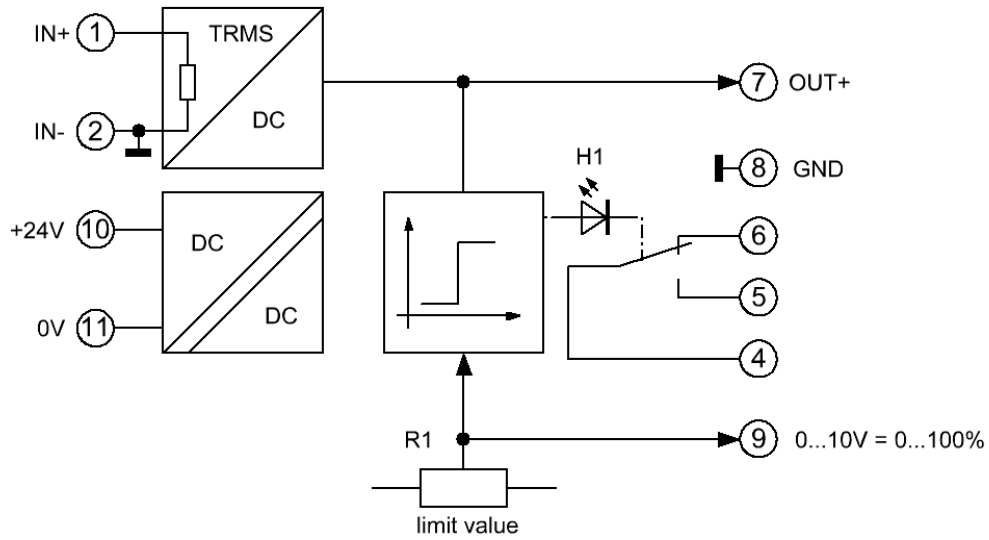 IN+ 1
TRMS
DC
IN- 2
7 OUT+
H1
8 GND
+24V 10
DC
6
DC
0V 11
5
4
R1
9 0...10V = 0...100%
limit value